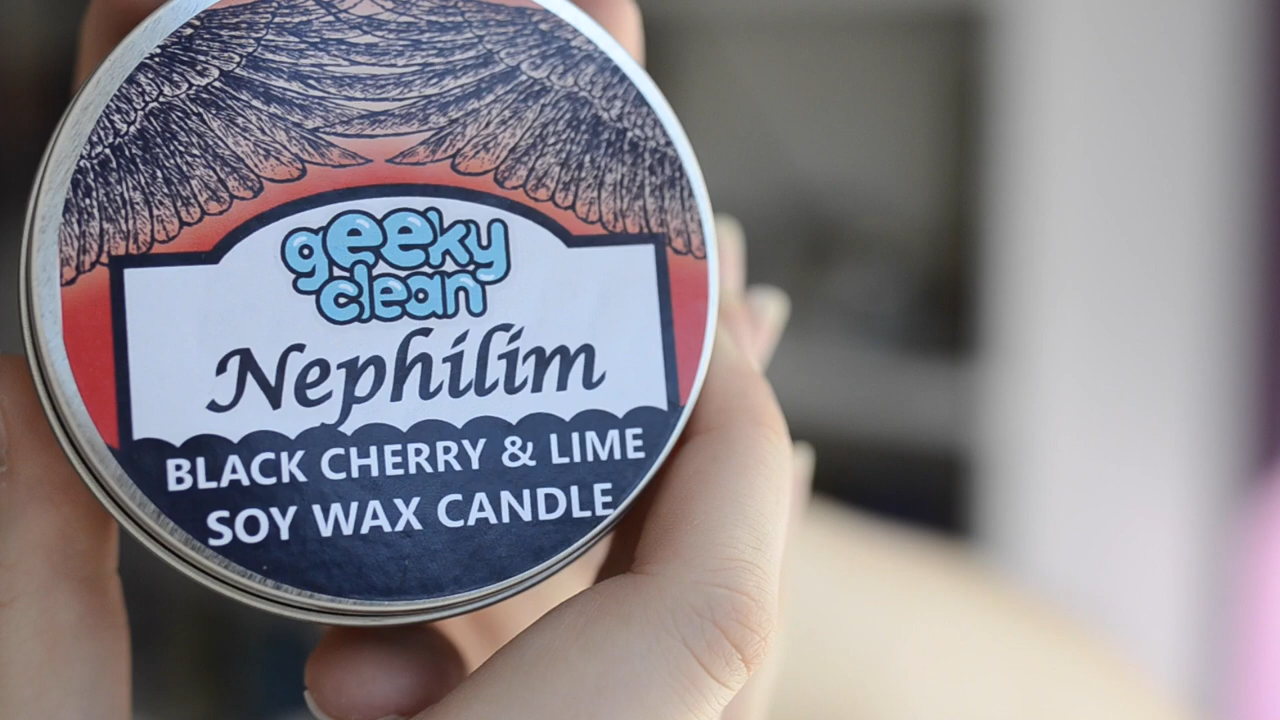 geeky
clean
Nephilim
BLACK CHERRY & LIME
SOY WAX CANDLE